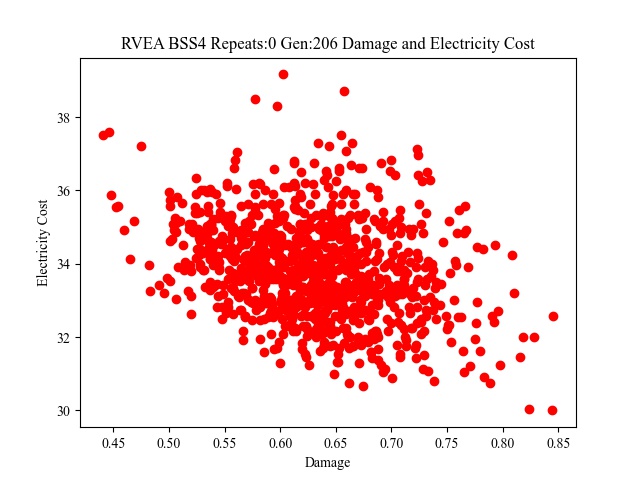 RVEA BSS4 Repeats:0 Gen:206 Damage and Electricity Cost
Electricity Cost
38
36
34
32
30
0.45 0.50 0.55 0.60 0.65 0.70 0.75 0.80 0.85
Damage